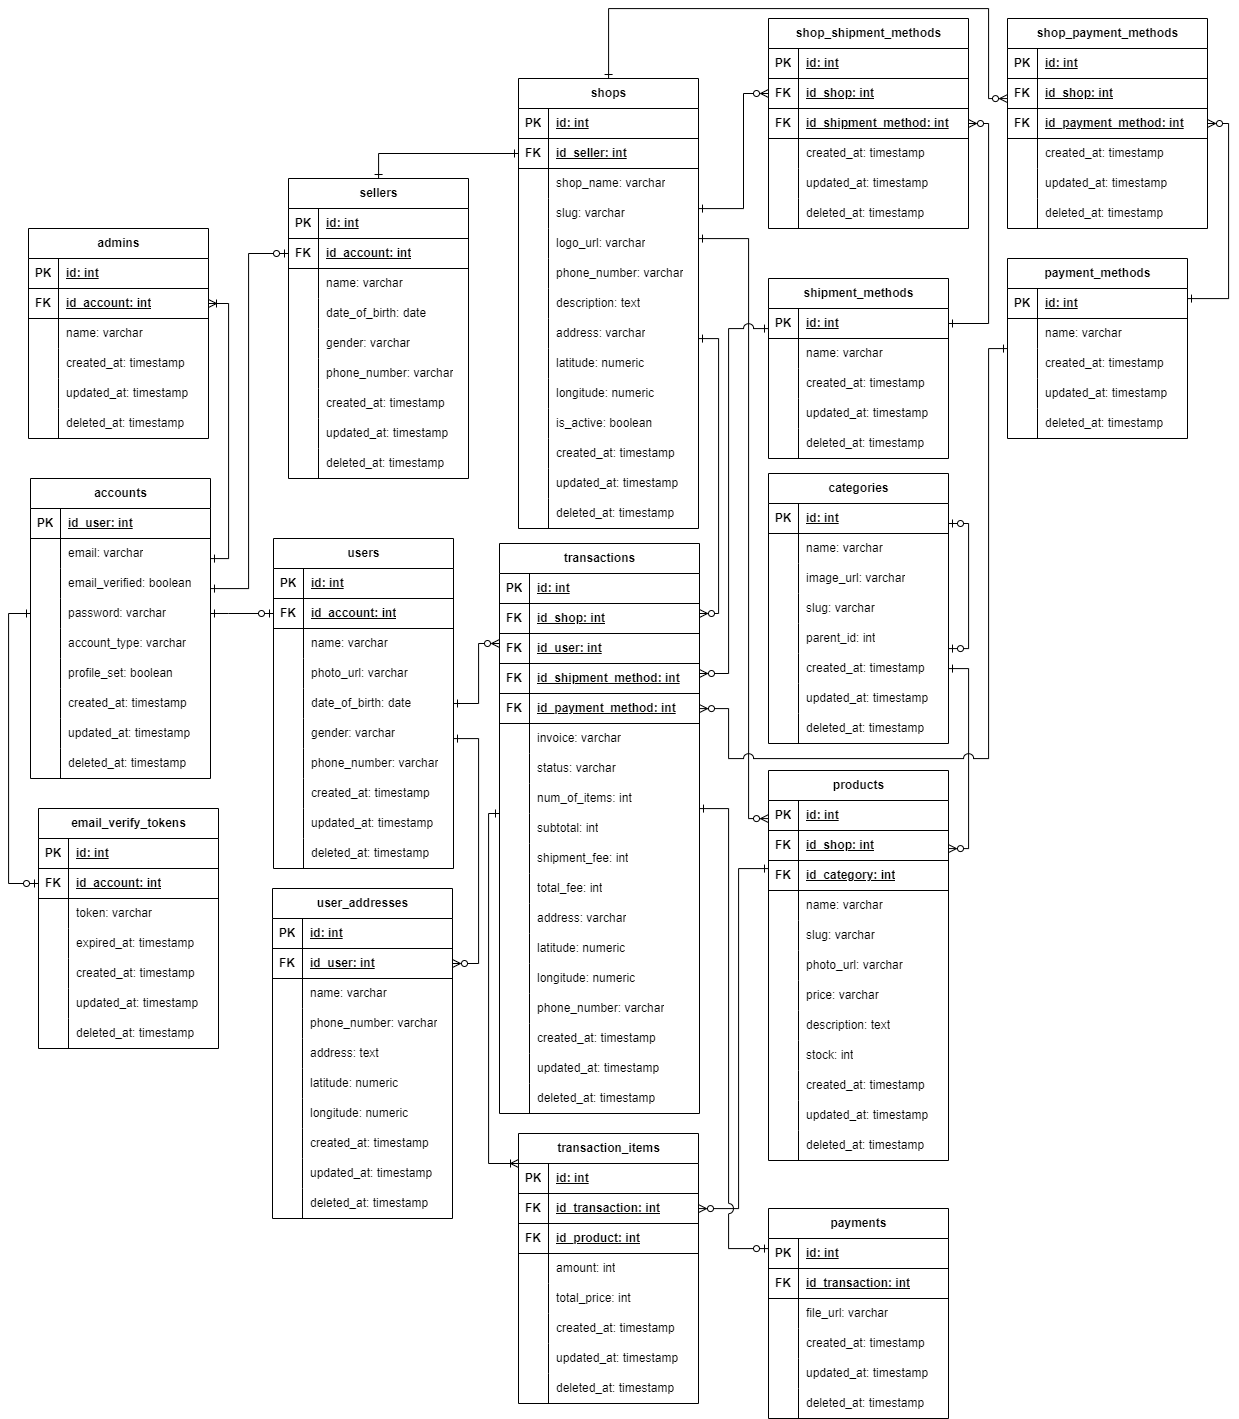 shop_shipment_methods
PK id: int
FK id_shop: int
FK id_shipment_method: int
created_at: timestamp
updated_at: timestamp
deleted_at: timestamp
shop_payment_methods
PK id: int
FK id_shop: int
FK id_payment_method: int
created_at: timestamp
updated_at: timestamp
deleted_at: timestamp
shops
PK id: int
FK id_seller: int
shop_name: varchar
slug: varchar
logo_url: varchar
phone_number: varchar
description: text
address: varchar
latitude: numeric
longitude: numeric
is_active: boolean
created_at: timestamp
updated_at: timestamp
deleted_at: timestamp
sellers
PK id: int
FK id_account: int
name: varchar
date_of_birth: date
gender: varchar
phone_number: varchar
created_at: timestamp
updated_at: timestamp
deleted_at: timestamp
admins
PK id: int
FK id_account: int
name: varchar
created_at: timestamp
updated_at: timestamp
deleted_at: timestamp
shipment_methods
PK id: int
name: varchar
created_at: timestamp
updated_at: timestamp
deleted_at: timestamp
payment_methods
PK id: int
name: varchar
created_at: timestamp
updated_at: timestamp
deleted_at: timestamp
accounts
PK id_user: int
email: varchar
email_verified: boolean
password: varchar
account_type: varchar
profile_set: boolean
created_at: timestamp
updated_at: timestamp
deleted_at: timestamp
users
PK id: int
FK id_account: int
name: varchar
photo_url: varchar
date_of_birth: date
gender: varchar
phone_number: varchar
created_at: timestamp
updated_at: timestamp
deleted_at: timestamp
transactions
PK id: int
FK id_shop: int
FK id_user: int
FK id_shipment_method: int
FK id_payment_method: int
invoice: varchar
status: varchar
num_of_items: int
subtotal: int
shipment_fee: int
total_fee: int
address: varchar
latitude: numeric
longitude: numeric
phone_number: varchar
created_at: timestamp
updated_at: timestamp
deleted_at: timestamp
categories
PK id: int
name: varchar
image_url: varchar
slug: varchar
parent_id: int
created_at: timestamp
updated_at: timestamp
deleted_at: timestamp
products
PK id: int
FK id_shop: int
FK id_category: int
name: varchar
slug: varchar
photo_url: varchar
price: varchar
description: text
stock: int
created_at: timestamp
updated_at: timestamp
deleted_at: timestamp
email_verify_tokens
PK id: int
FK id_account: int
token: varchar
expired_at: timestamp
created_at: timestamp
updated_at: timestamp
deleted_at: timestamp
user_addresses
PK id: int
FK id_user: int
name: varchar
phone_number: varchar
address: text
latitude: numeric
longitude: numeric
created_at: timestamp
updated_at: timestamp
deleted_at: timestamp
transaction_items
PK id: int
FK id_transaction: int
FK id_product: int
amount: int
total_price: int
created_at: timestamp
updated_at: timestamp
deleted_at: timestamp
payments
PK id: int
FK id_transaction: int
file_url: varchar
created_at: timestamp
updated_at: timestamp
deleted_at: timestamp